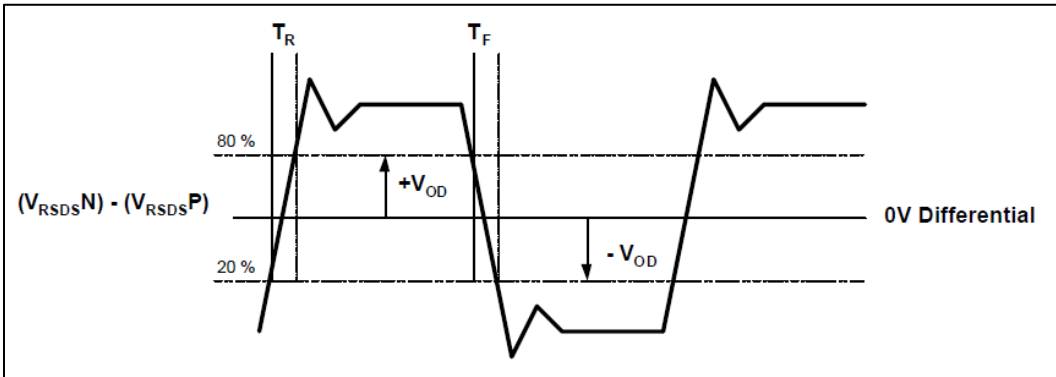 T_R T_F
80 %
+V_OD
(V_RSDS N) - (V_RSDS P)
0V Differential
- V_OD
20 %